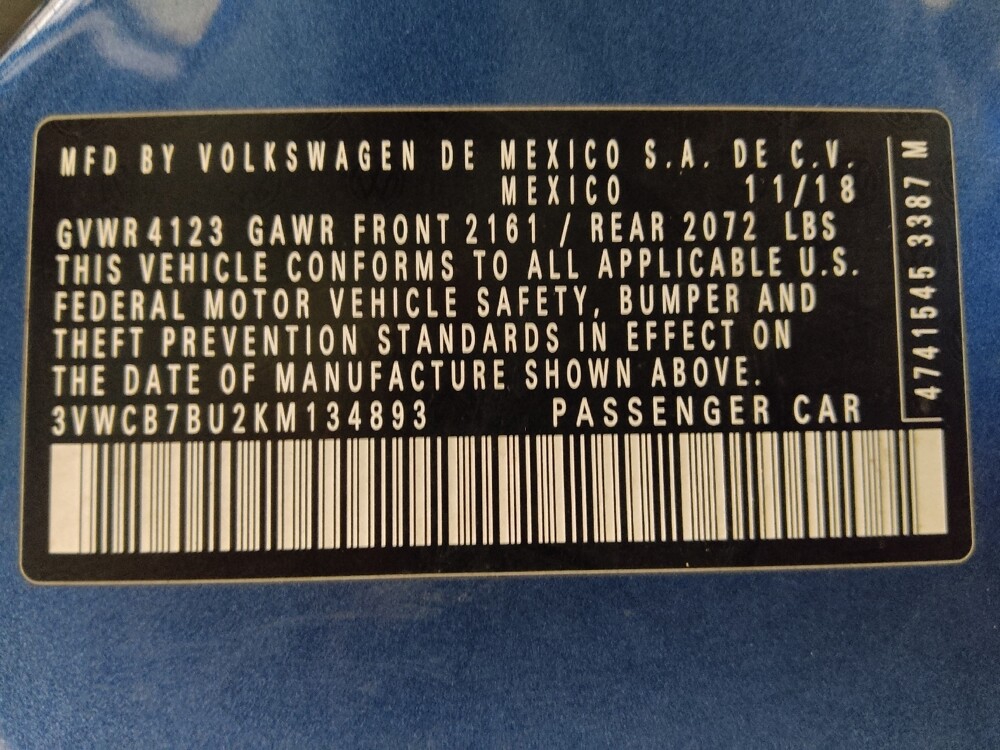 MFD BY VOLKSWAGEN DE MEXICO S.A. DE C.V.
MEXICO 11/18
GVWR 4123 GAWR FRONT 2161 / REAR 2072 LBS
THIS VEHICLE CONFORMS TO ALL APPLICABLE U.S.
FEDERAL MOTOR VEHICLE SAFETY, BUMPER AND
THEFT PREVENTION STANDARDS IN EFFECT ON
THE DATE OF MANUFACTURE SHOWN ABOVE.
3VWCB7BU2KM134893 PASSENGER CAR
4741545 3387 M